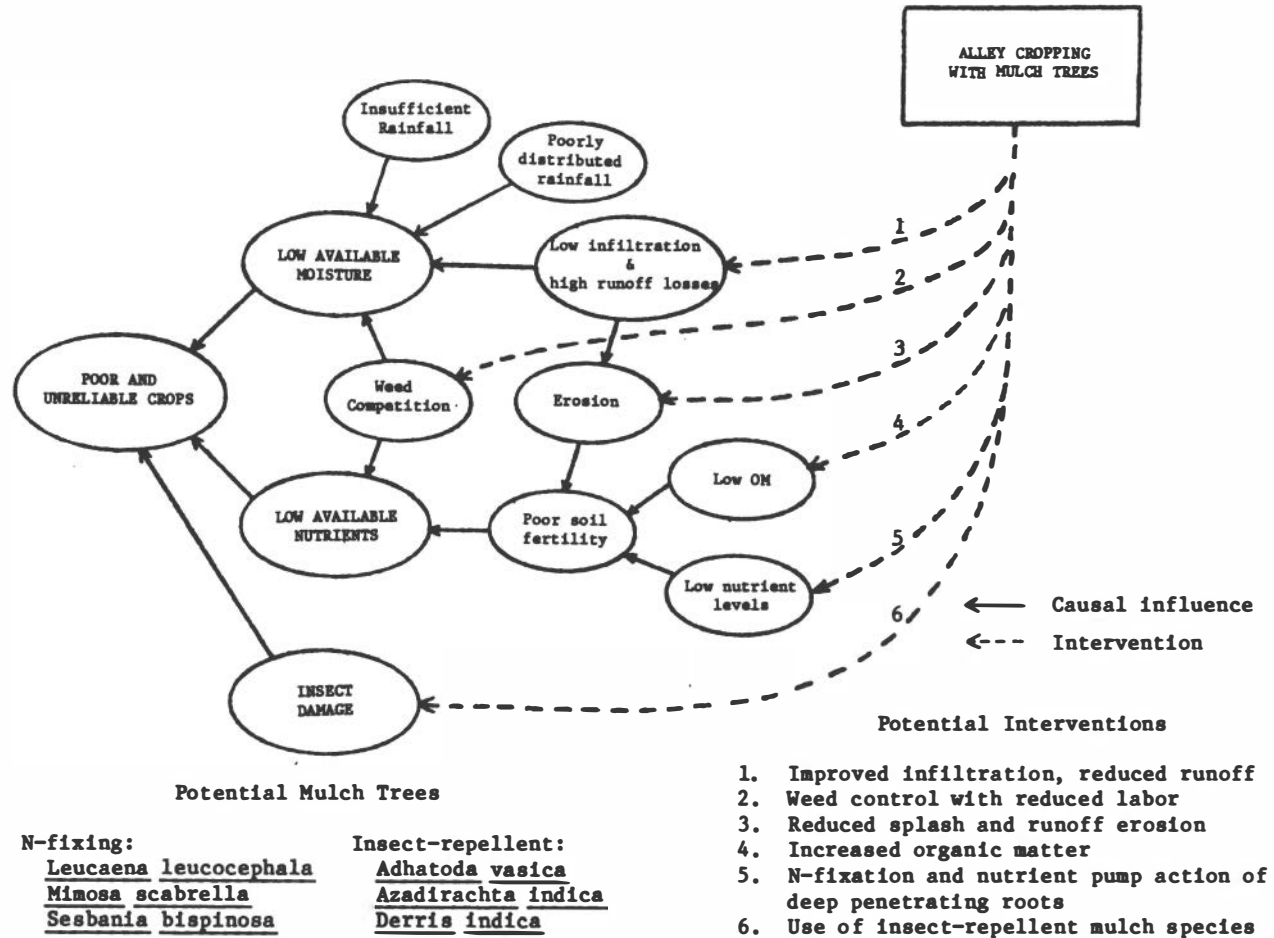 ALLEY CROPPING
WITH MULCH TREES
Insufficient
Rainfall
Poorly
distributed
rainfall
1
LOW AVAILABLE
MOISTURE
Low infiltration
&
high runoff losses
2
3
POOR AND
UNRELIABLE CROPS
Weed
Competition
Erosion
4
Low OM
LOW AVAILABLE
NUTRIENTS
Poor soil
fertility
5
Low nutrient
levels
6
Causal influence
Intervention
INSECT
DAMAGE
Potential Interventions
1. Improved infiltration, reduced runoff
2. Weed control with reduced labor
3. Reduced splash and runoff erosion
4. Increased organic matter
5. N-fixation and nutrient pump action of
deep penetrating roots
6. Use of insect-repellent mulch species
Potential Mulch Trees
N-fixing:
Leucaena leucocephala
Mimosa scabrella
Sesbania bispinosa
Insect-repellent:
Adhatoda vasica
Azadirachta indica
Derris indica